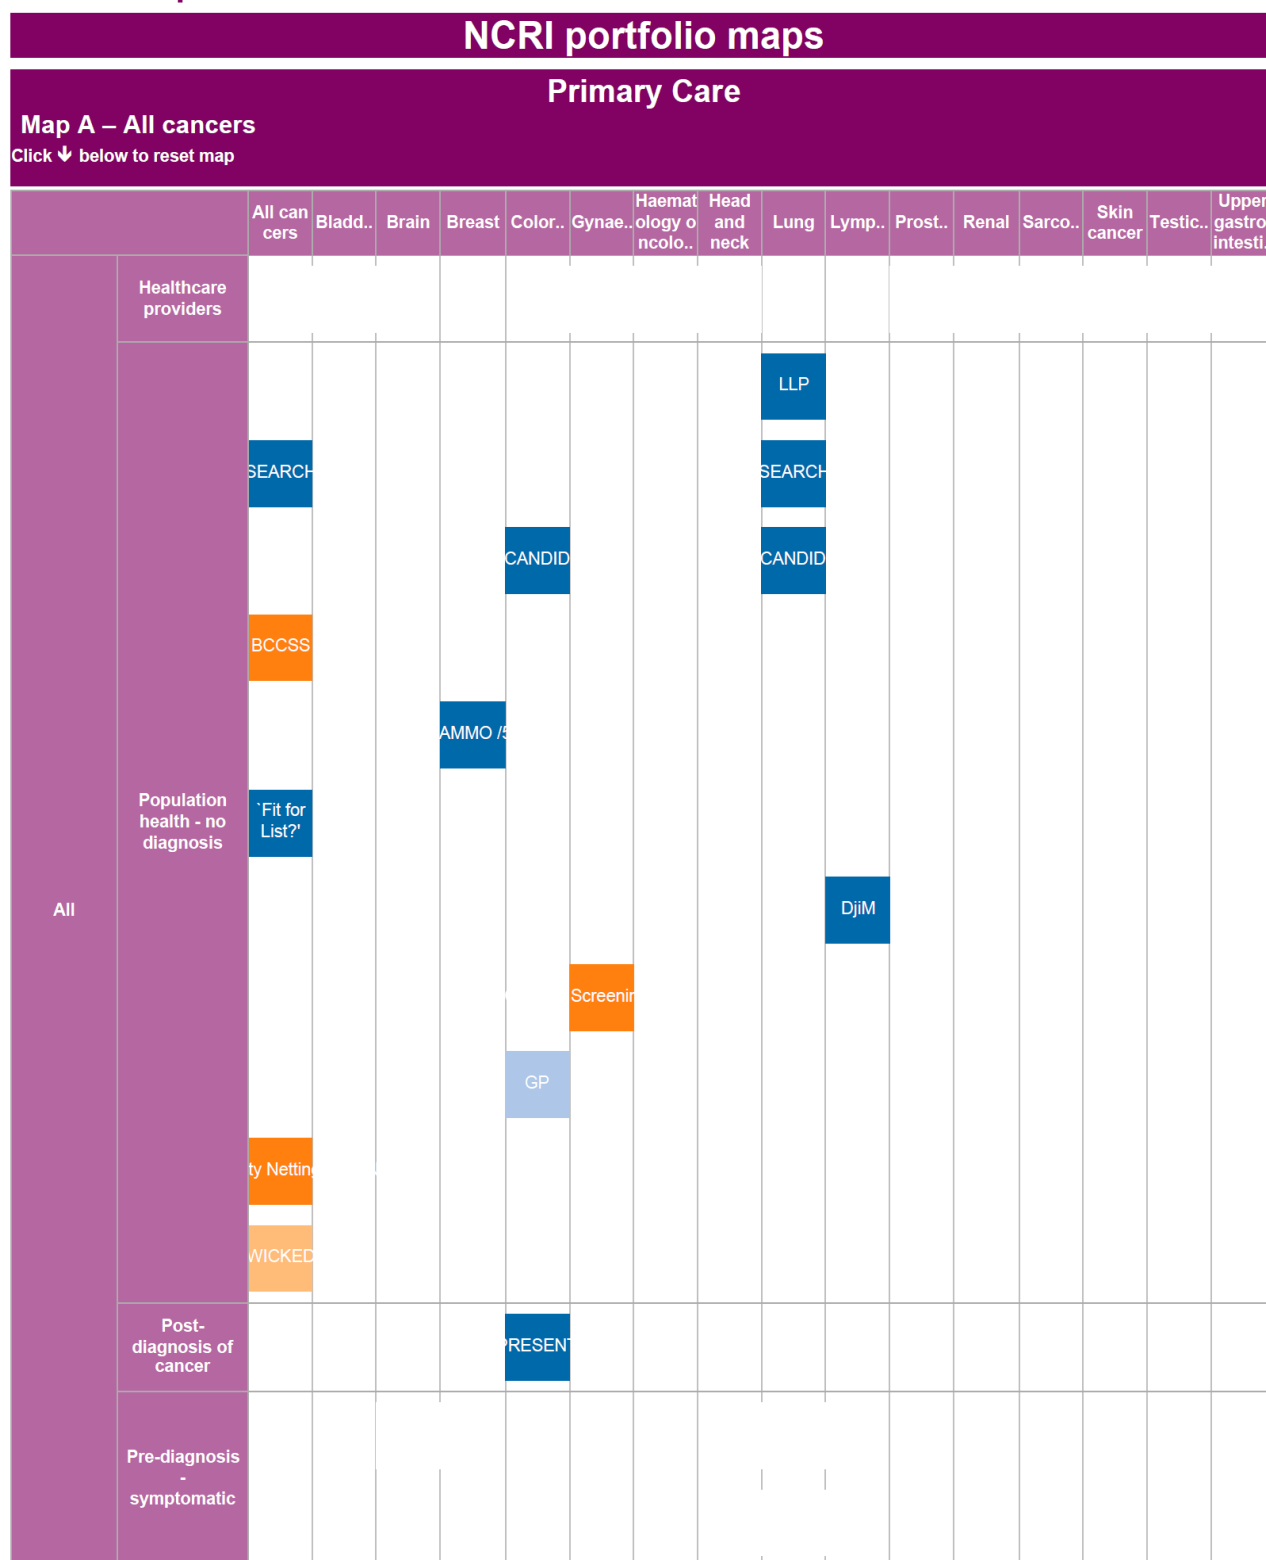 NCRI portfolio maps
Primary Care
Map A – All cancers
Click 🡻 below to reset map
All can
cers
Bladd..
Brain
Breast
Color..
Gynae..
Haemat
ology o
ncolo..
Head
and
neck
Lung
Lymp..
Prost..
Renal
Sarco..
Skin
cancer
Testic..
Upper
gastro
intesti.
All
Healthcare
providers
Population
health - no
diagnosis
LLP
SEARCH
SEARCH
CANDID
CANDID
BCCSS
AMMO /5
`Fit for
List?'
DjiM
Screenin
GP
ty Netting
WICKED
Post-
diagnosis of
cancer
PRESENT
Pre-diagnosis
-
symptomatic